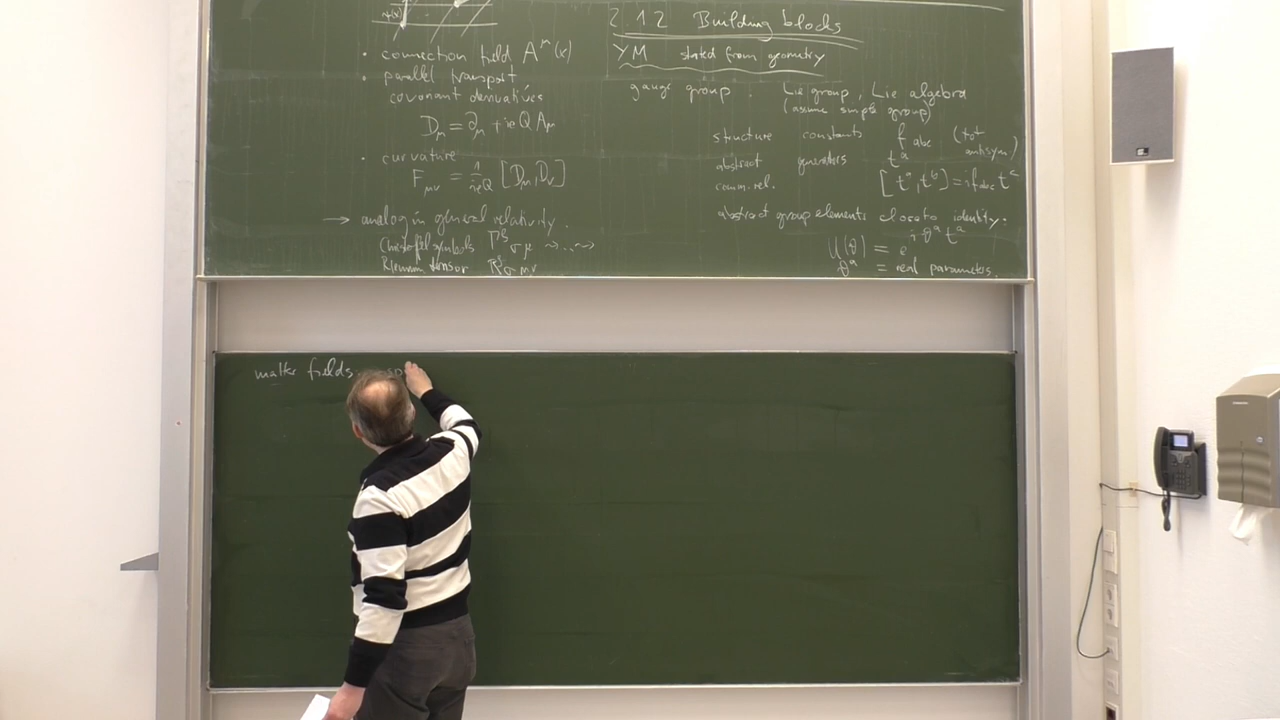 • connection field A^μ(x)
• parallel transport
covariant derivatives
D_μ = ∂_μ + ieQ A_μ
• curvature
F_μν = 1/ieQ [D_μ, D_ν]
→ analog in general relativity.
Christoffel symbols Γ^ρ_σμ ⇝ ... ⇝
Riemann tensor R^ρ_σμν
2.1.2 Building blocks
YM stated from geometry
gauge group : Lie group, Lie algebra
(assume simple group)
structure constants f_abc (tot antisym.)
abstract generators t^a
comm. rel. [t^a, t^b] = i f_abc t^c
abstract group elements close to identity:
U(θ) = e^{i θ^a t^a}
θ^a = real parameters.
matter fields: